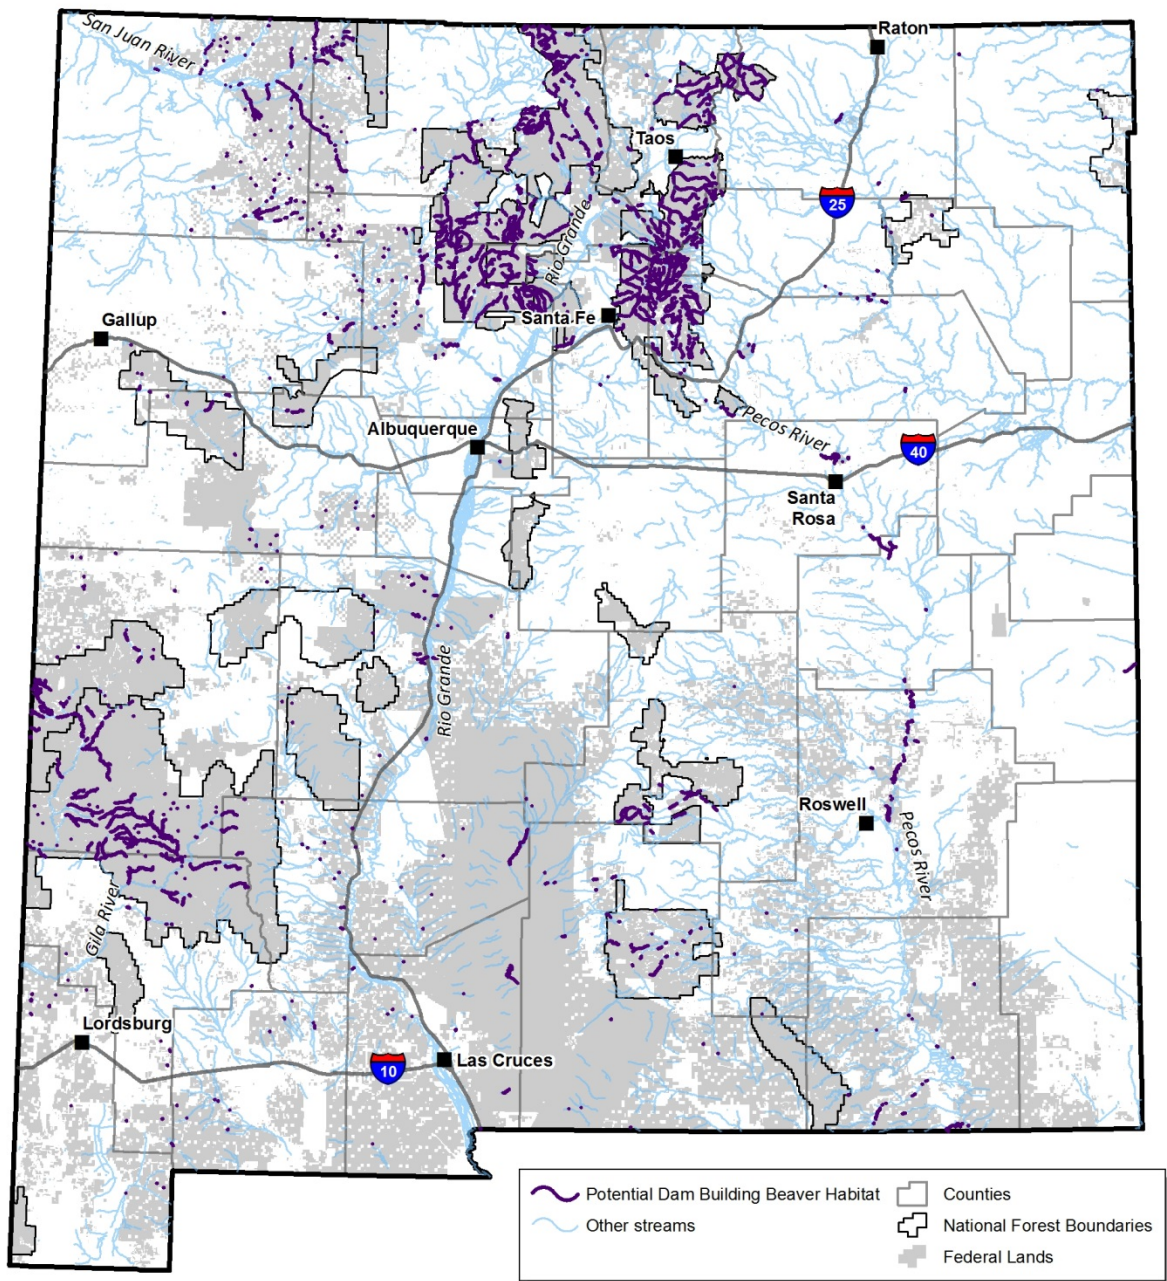 San Juan River
Raton
Taos
25
Rio Grande
Gallup
Santa Fe
Albuquerque
Pecos River
40
Santa
Rosa
Rio Grande
Roswell
Pecos River
Gila River
Lordsburg
Las Cruces
10
Potential Dam Building Beaver Habitat
Other streams
Counties
National Forest Boundaries
Federal Lands